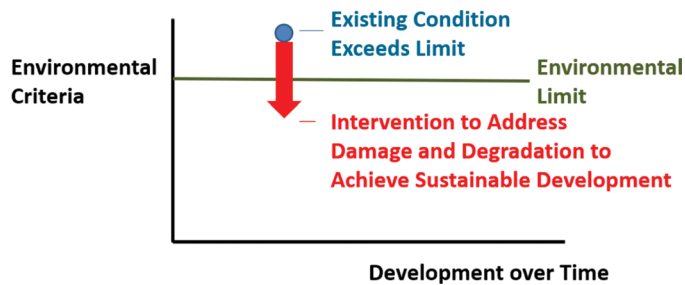 Existing Condition
Exceeds Limit
Environmental
Criteria
Environmental
Limit
Intervention to Address
Damage and Degradation to
Achieve Sustainable Development
Development over Time